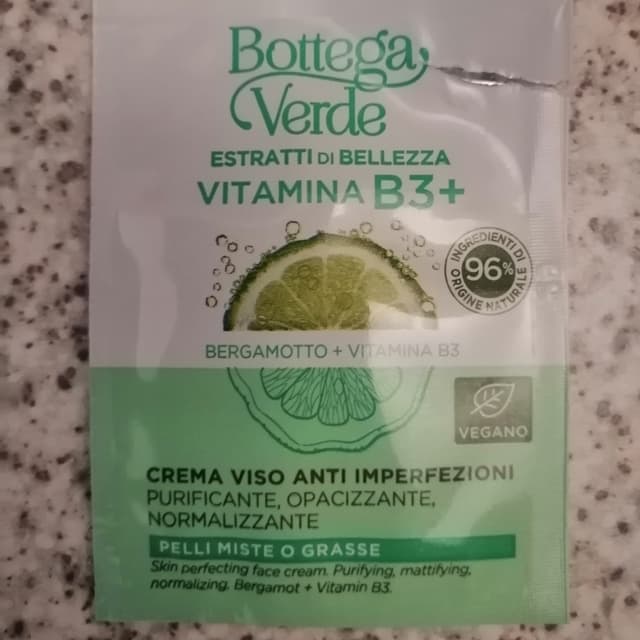 Bottega
Verde
ESTRATTI DI BELLEZZA
VITAMINA B3+
INGREDIENTI DI
96%
ORIGINE NATURALE
BERGAMOTTO + VITAMINA B3
VEGANO
CREMA VISO ANTI IMPERFEZIONI
PURIFICANTE, OPACIZZANTE,
NORMALIZZANTE
PELLI MISTE O GRASSE
Skin perfecting face cream. Purifying, mattifying,
normalizing. Bergamot + Vitamin B3.